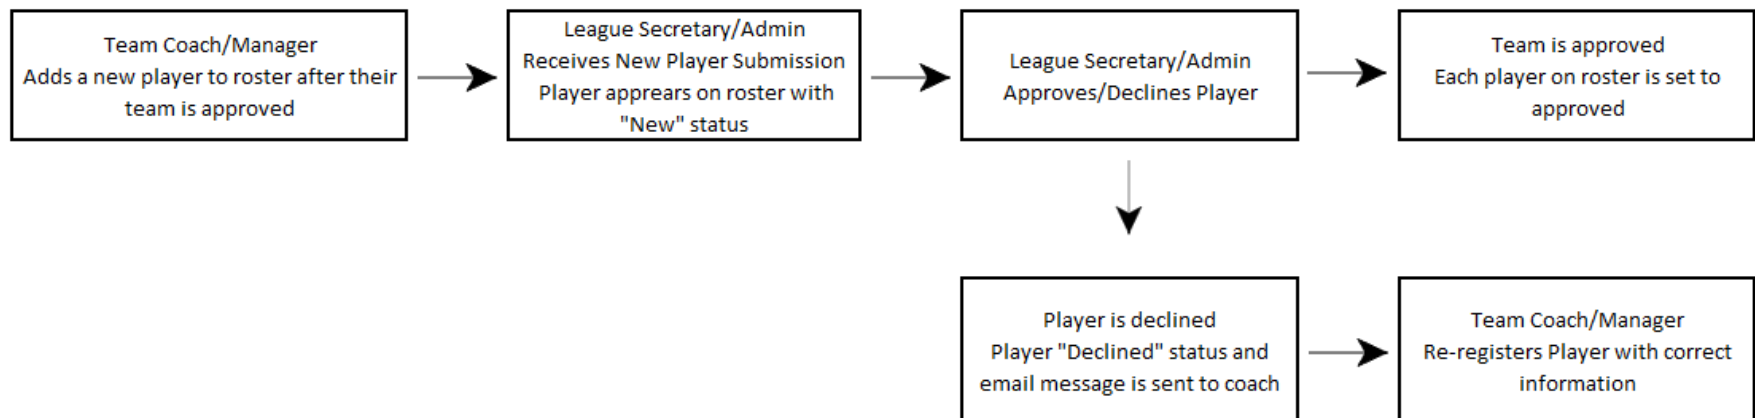 Team Coach/Manager
Adds a new player to roster after their
team is approved
League Secretary/Admin
Receives New Player Submission
Player apprears on roster with
"New" status
League Secretary/Admin
Approves/Declines Player
Team is approved
Each player on roster is set to
approved
Player is declined
Player "Declined" status and
email message is sent to coach
Team Coach/Manager
Re-registers Player with correct
information